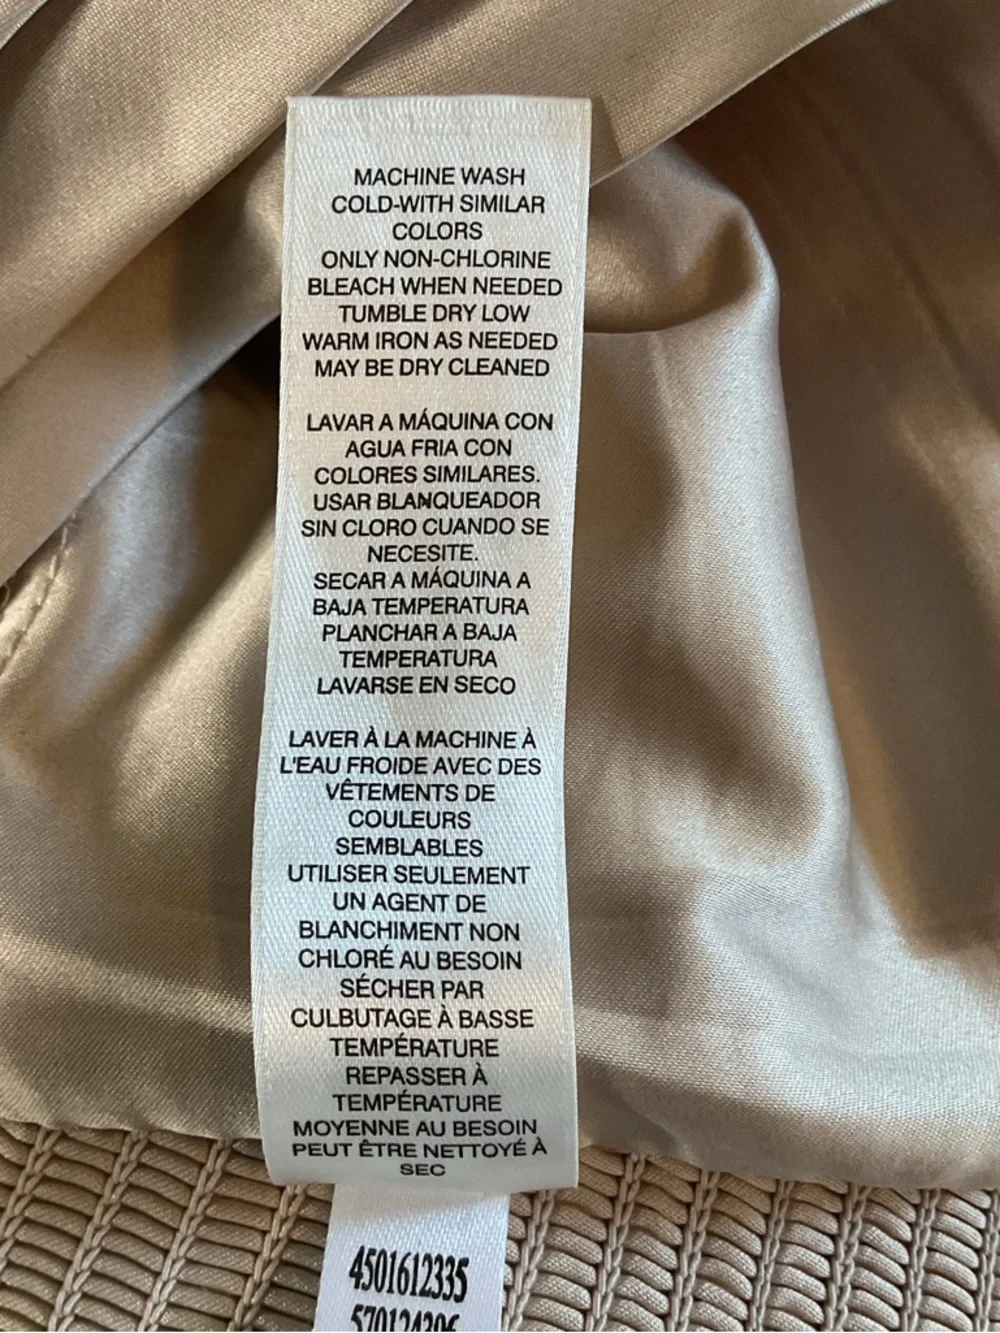 MACHINE WASH
COLD-WITH SIMILAR
COLORS
ONLY NON-CHLORINE
BLEACH WHEN NEEDED
TUMBLE DRY LOW
WARM IRON AS NEEDED
MAY BE DRY CLEANED
LAVAR A MÁQUINA CON
AGUA FRIA CON
COLORES SIMILARES.
USAR BLANQUEADOR
SIN CLORO CUANDO SE
NECESITE.
SECAR A MÁQUINA A
BAJA TEMPERATURA
PLANCHAR A BAJA
TEMPERATURA
LAVARSE EN SECO
LAVER À LA MACHINE À
L'EAU FROIDE AVEC DES
VÊTEMENTS DE
COULEURS
SEMBLABLES
UTILISER SEULEMENT
UN AGENT DE
BLANCHIMENT NON
CHLORÉ AU BESOIN
SÉCHER PAR
CULBUTAGE À BASSE
TEMPÉRATURE
REPASSER À
TEMPÉRATURE
MOYENNE AU BESOIN
PEUT ÊTRE NETTOYÉ À
SEC
4501612335